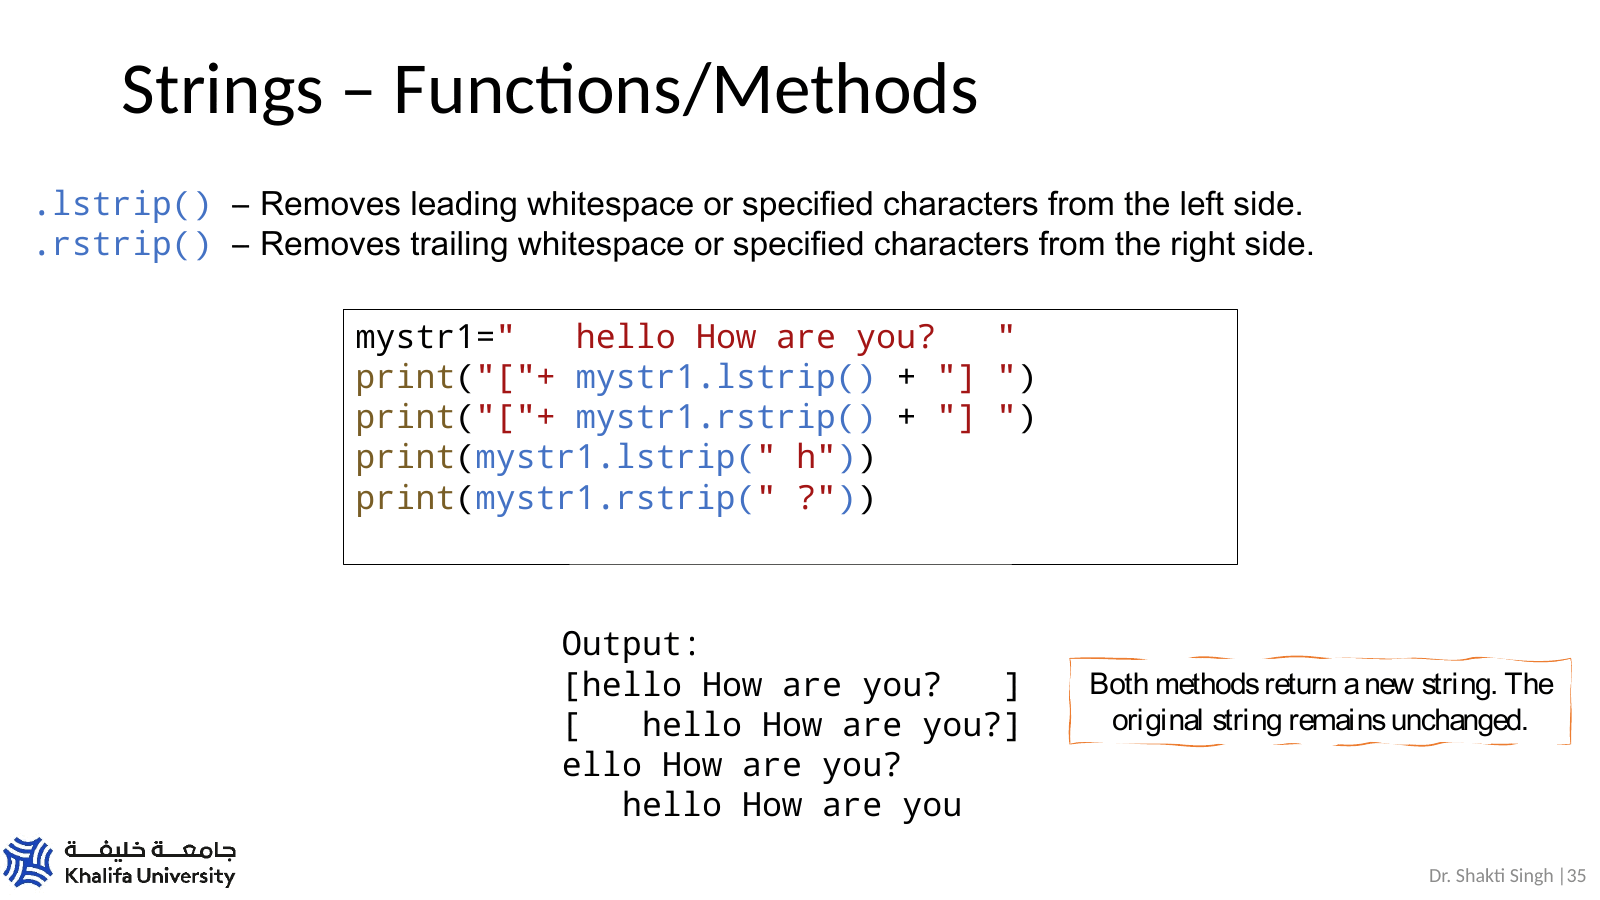 Strings – Functions/Methods
.lstrip() – Removes leading whitespace or specified characters from the left side.
.rstrip() – Removes trailing whitespace or specified characters from the right side.
mystr1="   hello How are you?   "
print("["+ mystr1.lstrip() + "] ")
print("["+ mystr1.rstrip() + "] ")
print(mystr1.lstrip(" h"))
print(mystr1.rstrip(" ?"))
Output:
[hello How are you?   ]
[   hello How are you?]
ello How are you?
   hello How are you
Both methods return a new string. The
original string remains unchanged.
جامعة خليفة
Khalifa University
Dr. Shakti Singh |35